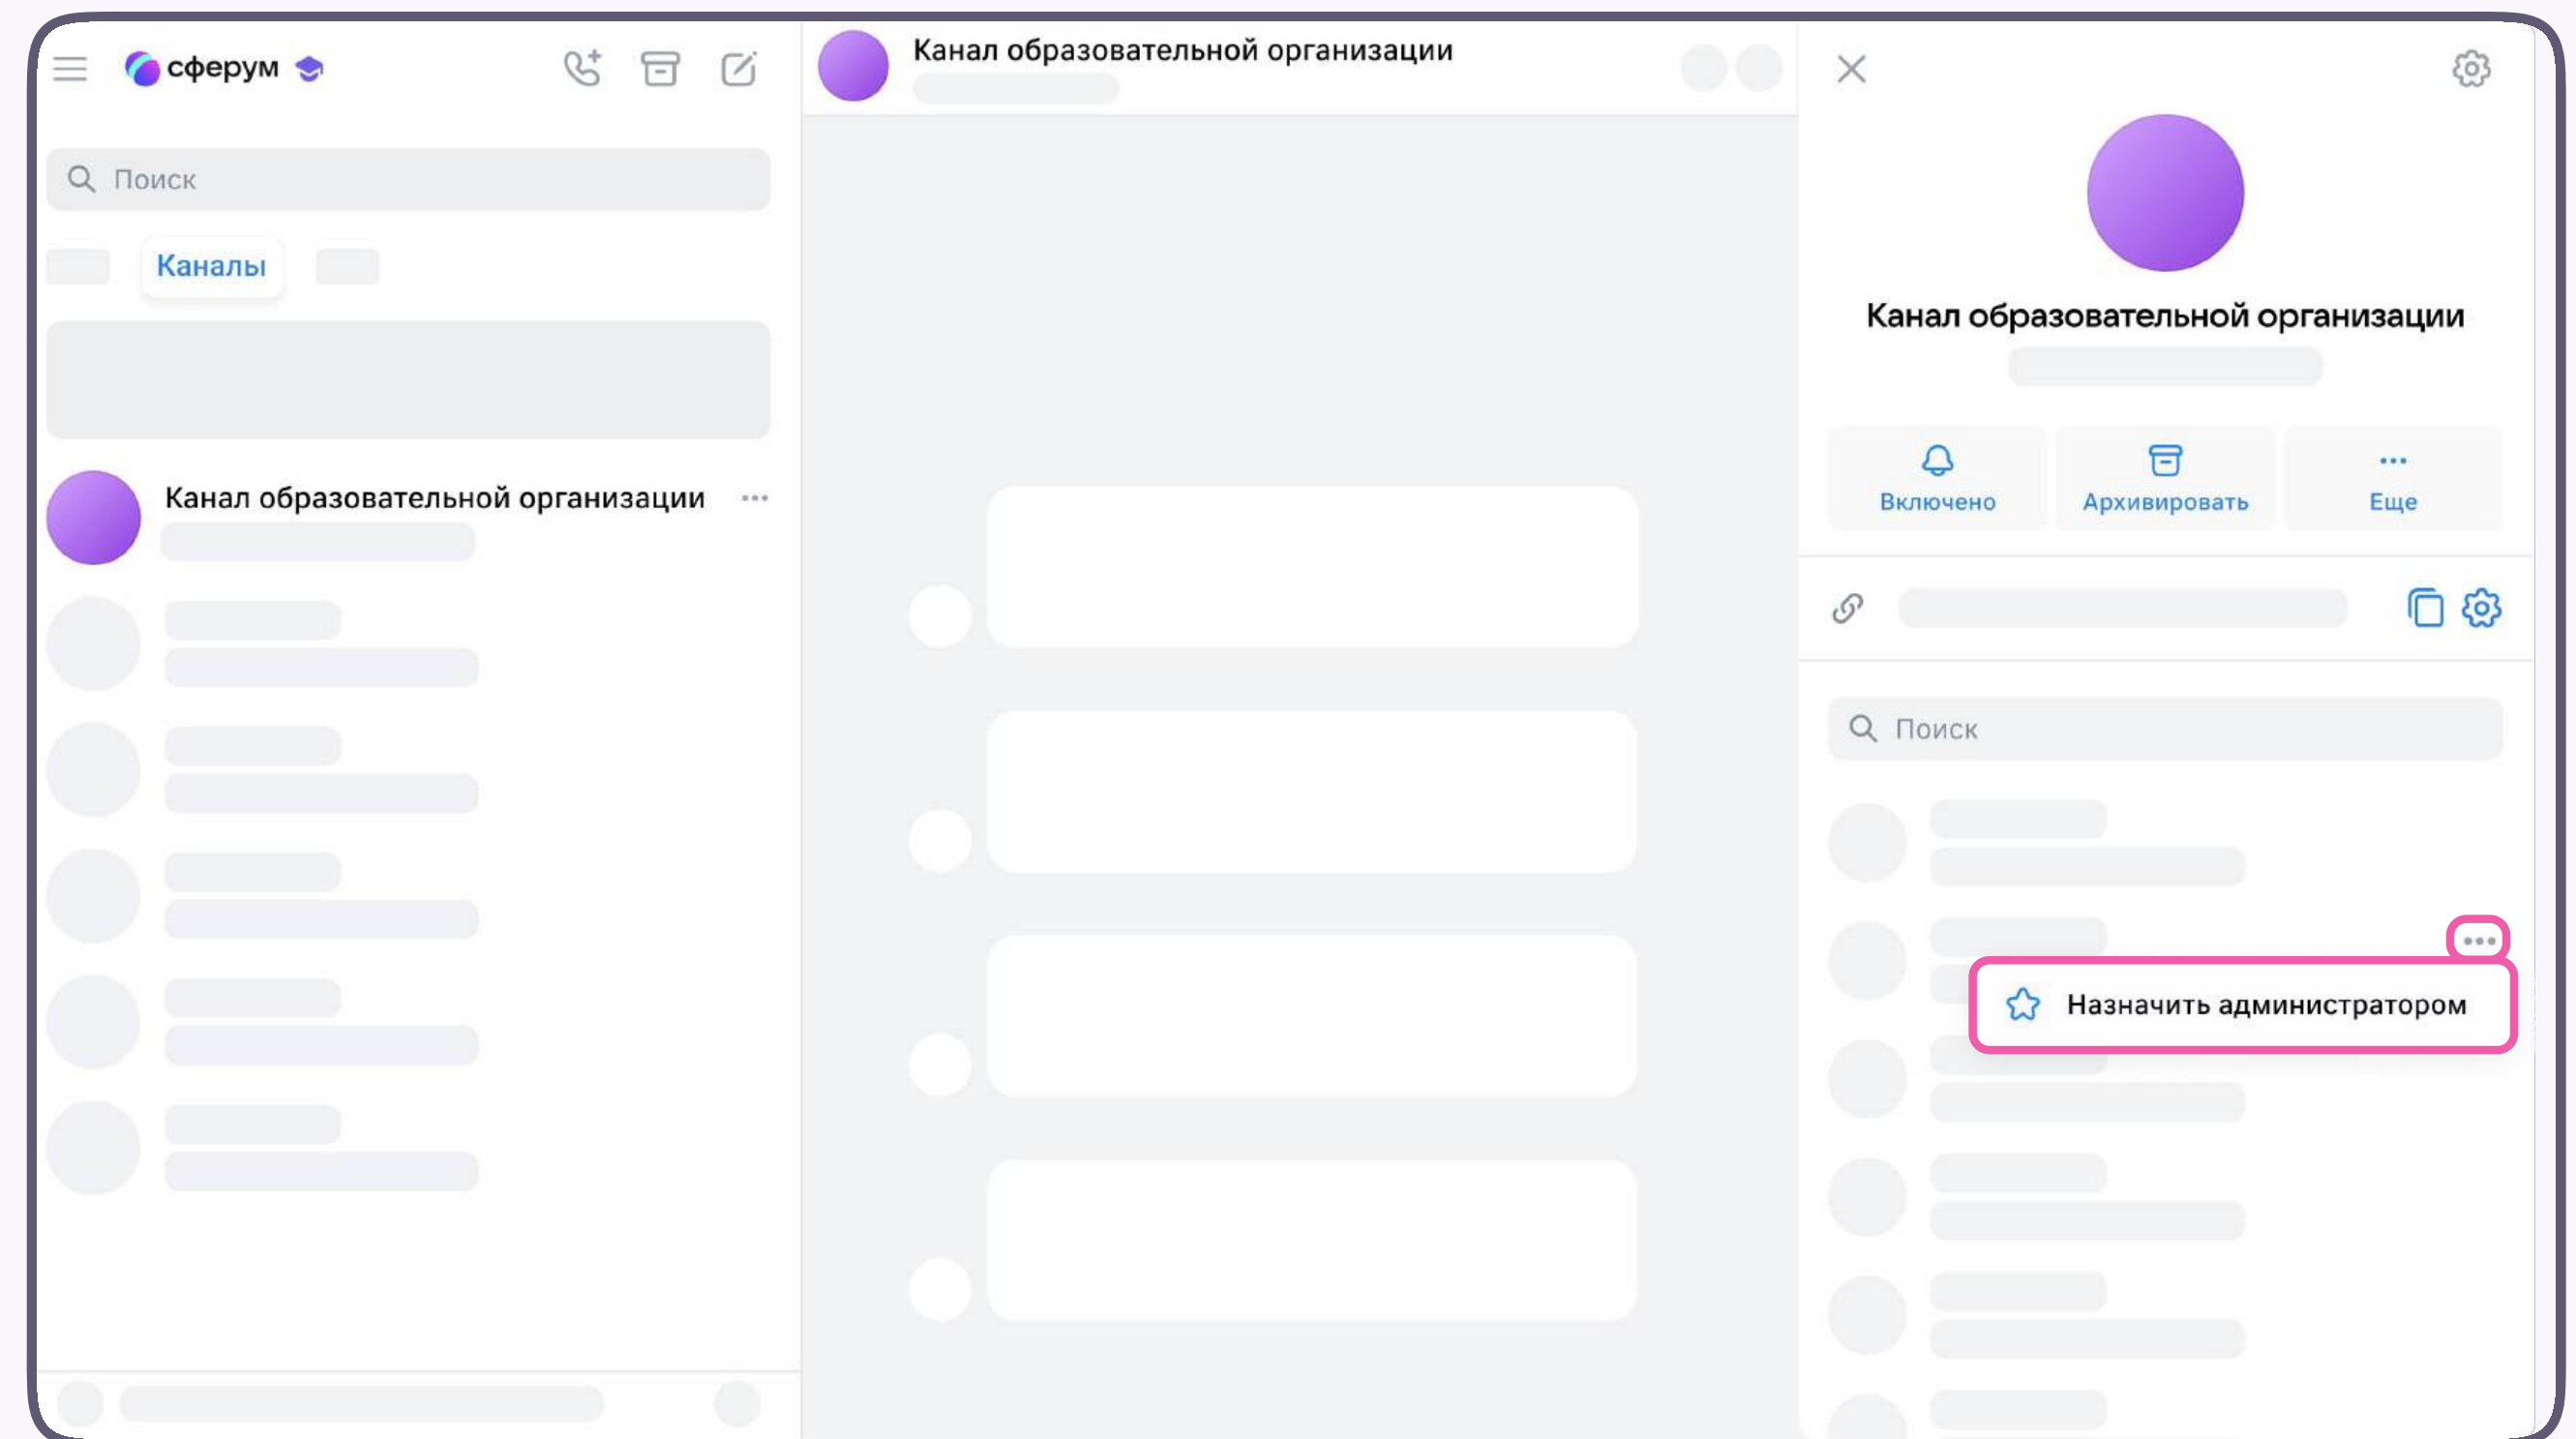 сферум
Поиск
Каналы
Канал образовательной организации
Канал образовательной организации
Канал образовательной организации
Включено
Архивировать
Еще
Поиск
Назначить администратором